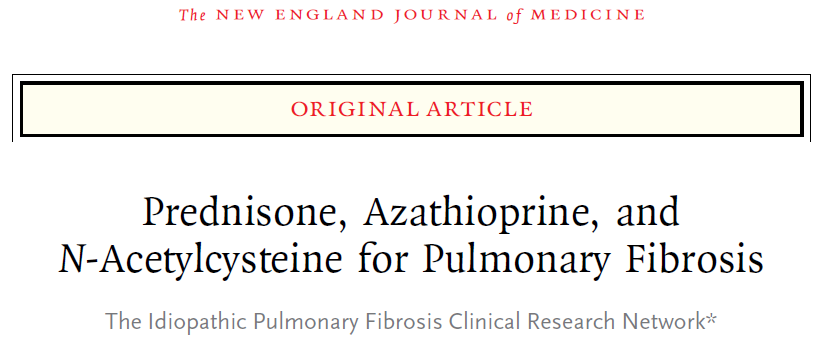 The NEW ENGLAND JOURNAL of MEDICINE
ORIGINAL ARTICLE
Prednisone, Azathioprine, and
N-Acetylcysteine for Pulmonary Fibrosis
The Idiopathic Pulmonary Fibrosis Clinical Research Network*